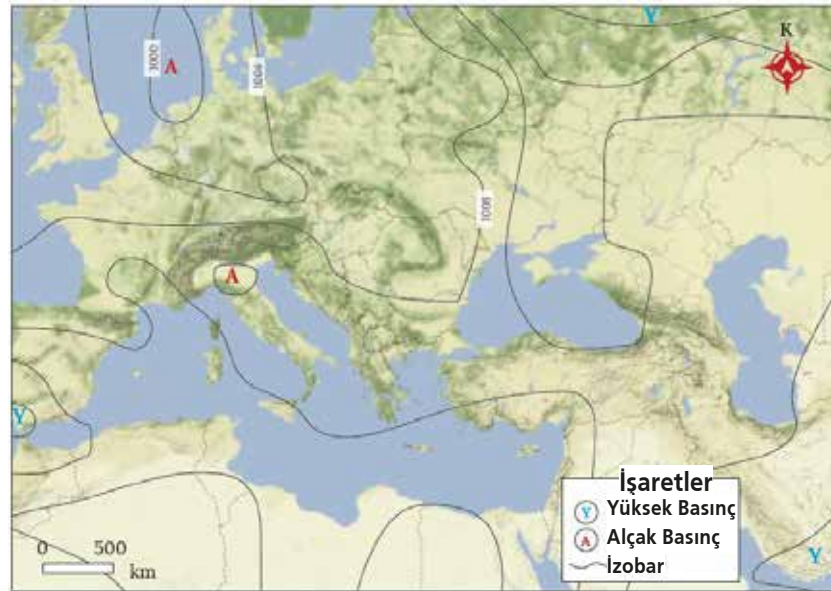 Y
K
1000
A
1004
1008
A
Y
İşaretler
Y Yüksek Basınç
A Alçak Basınç
İzobar
Y
0 500
km